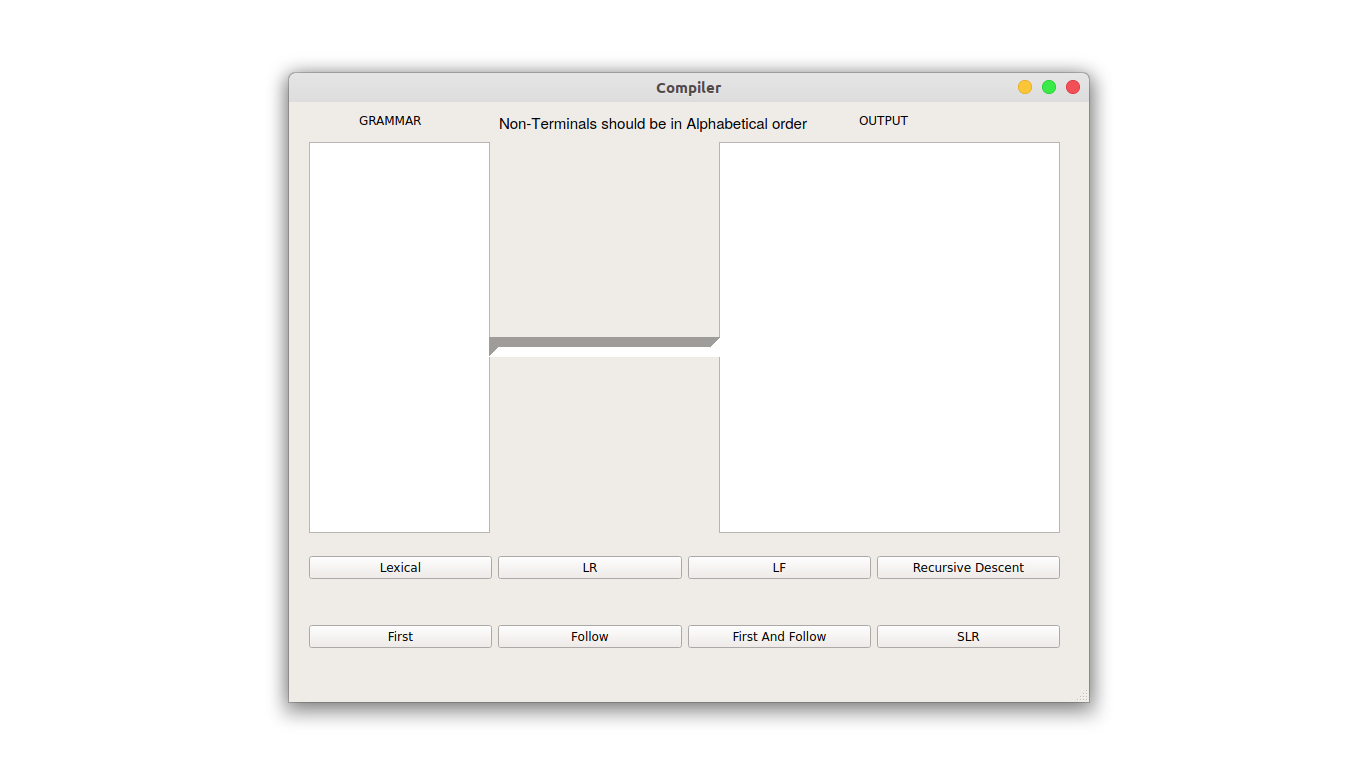 Compiler
GRAMMAR
Non-Terminals should be in Alphabetical order
OUTPUT
Lexical
LR
LF
Recursive Descent
First
Follow
First And Follow
SLR